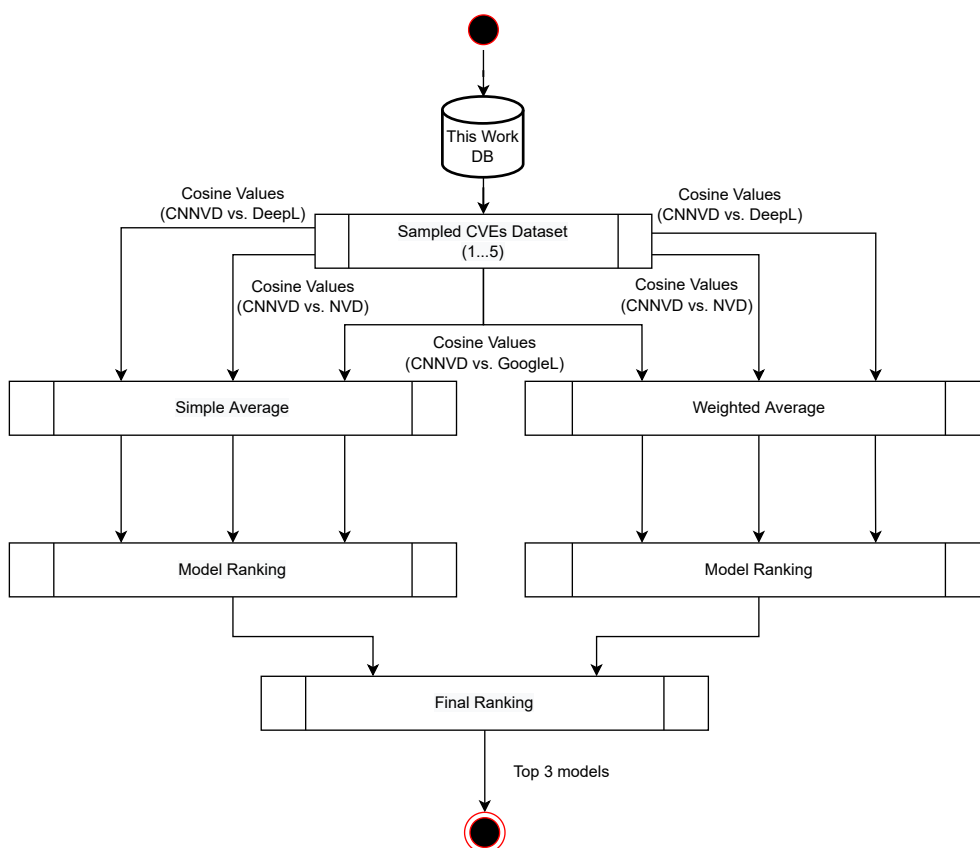 This Work
DB
Cosine Values
(CNNVD vs. DeepL)
Cosine Values
(CNNVD vs. DeepL)
Sampled CVEs Dataset
(1...5)
Cosine Values
(CNNVD vs. NVD)
Cosine Values
(CNNVD vs. NVD)
Cosine Values
(CNNVD vs. GoogleL)
Simple Average
Weighted Average
Model Ranking
Model Ranking
Final Ranking
Top 3 models